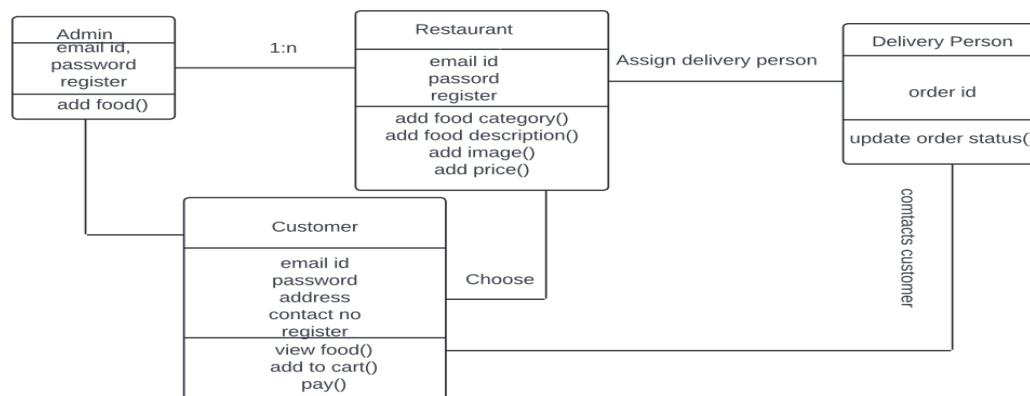 Admin
email id,
password
register
add food()
1:n
Restaurant
email id
passord
register
add food category()
add food description()
add image()
add price()
Assign delivery person
Delivery Person
order id
update order status()
comtacts customer
Customer
email id
password
address
contact no
register
view food()
add to cart()
pay()
Choose